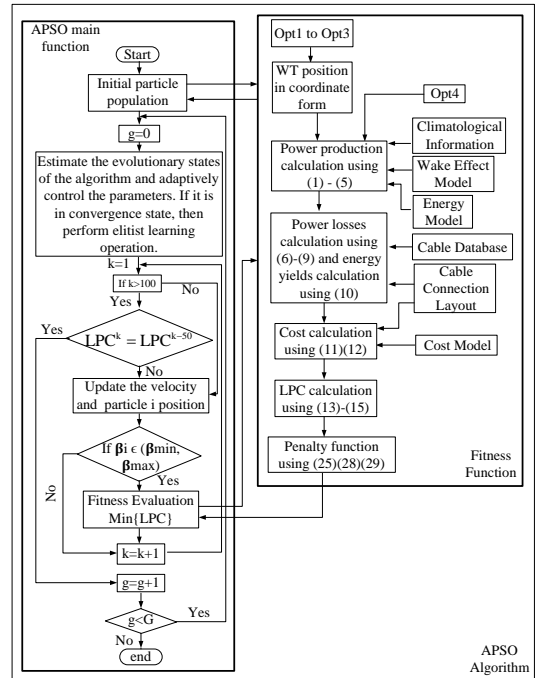 APSO main
function
Start
Initial particle
population
g=0
Estimate the evolutionary states
of the algorithm and adaptively
control the parameters. If it is
in convergence state, then
perform elitist learning
operation.
k=1
If k>100
No
Yes
Yes
LPC^k = LPC^k−50
No
Update the velocity
and particle i position
If βi ϵ (βmin,
βmax)
Yes
No
Fitness Evaluation
Min{LPC}
k=k+1
g=g+1
g<G
Yes
No
end
Opt1 to Opt3
WT position
in coordinate
form
Opt4
Power production
calculation using
(1) - (5)
Climatological
Information
Wake Effect
Model
Energy
Model
Power losses
calculation using
(6)-(9) and energy
yields calculation
using (10)
Cable Database
Cable
Connection
Layout
Cost calculation
using (11)(12)
Cost Model
LPC calculation
using (13)-(15)
Penalty function
using (25)(28)(29)
Fitness
Function
APSO
Algorithm